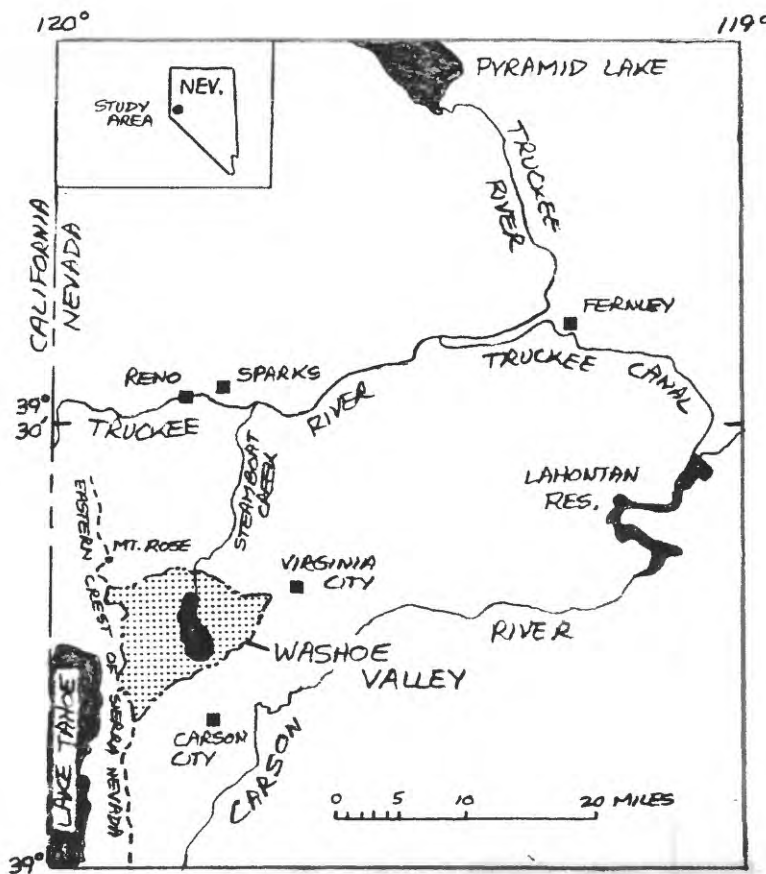 120°
119°
NEV.
STUDY
AREA
PYRAMID LAKE
TRUCKEE
RIVER
CALIFORNIA
NEVADA
FERNLEY
TRUCKEE
CANAL
RENO
SPARKS
39°
30'
TRUCKEE
RIVER
STEAMBOAT
CREEK
LAHONTAN
RES.
EASTERN CREST OF SIERRA NEVADA
MT. ROSE
VIRGINIA
CITY
RIVER
WASHOE
VALLEY
LAKE TAHOE
CARSON
CITY
CARSON
0 5 10 20 MILES
39°